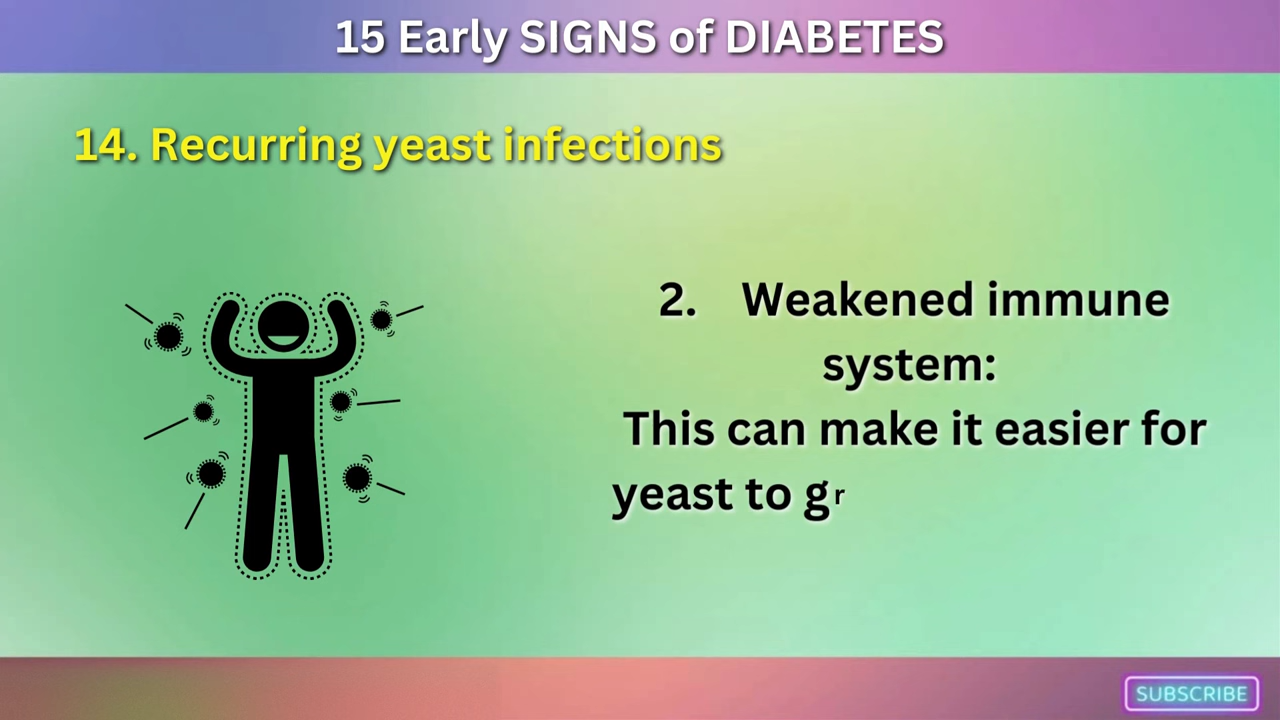 15 Early SIGNS of DIABETES
14. Recurring yeast infections
2. Weakened immune
system:
This can make it easier for
yeast to gr
SUBSCRIBE